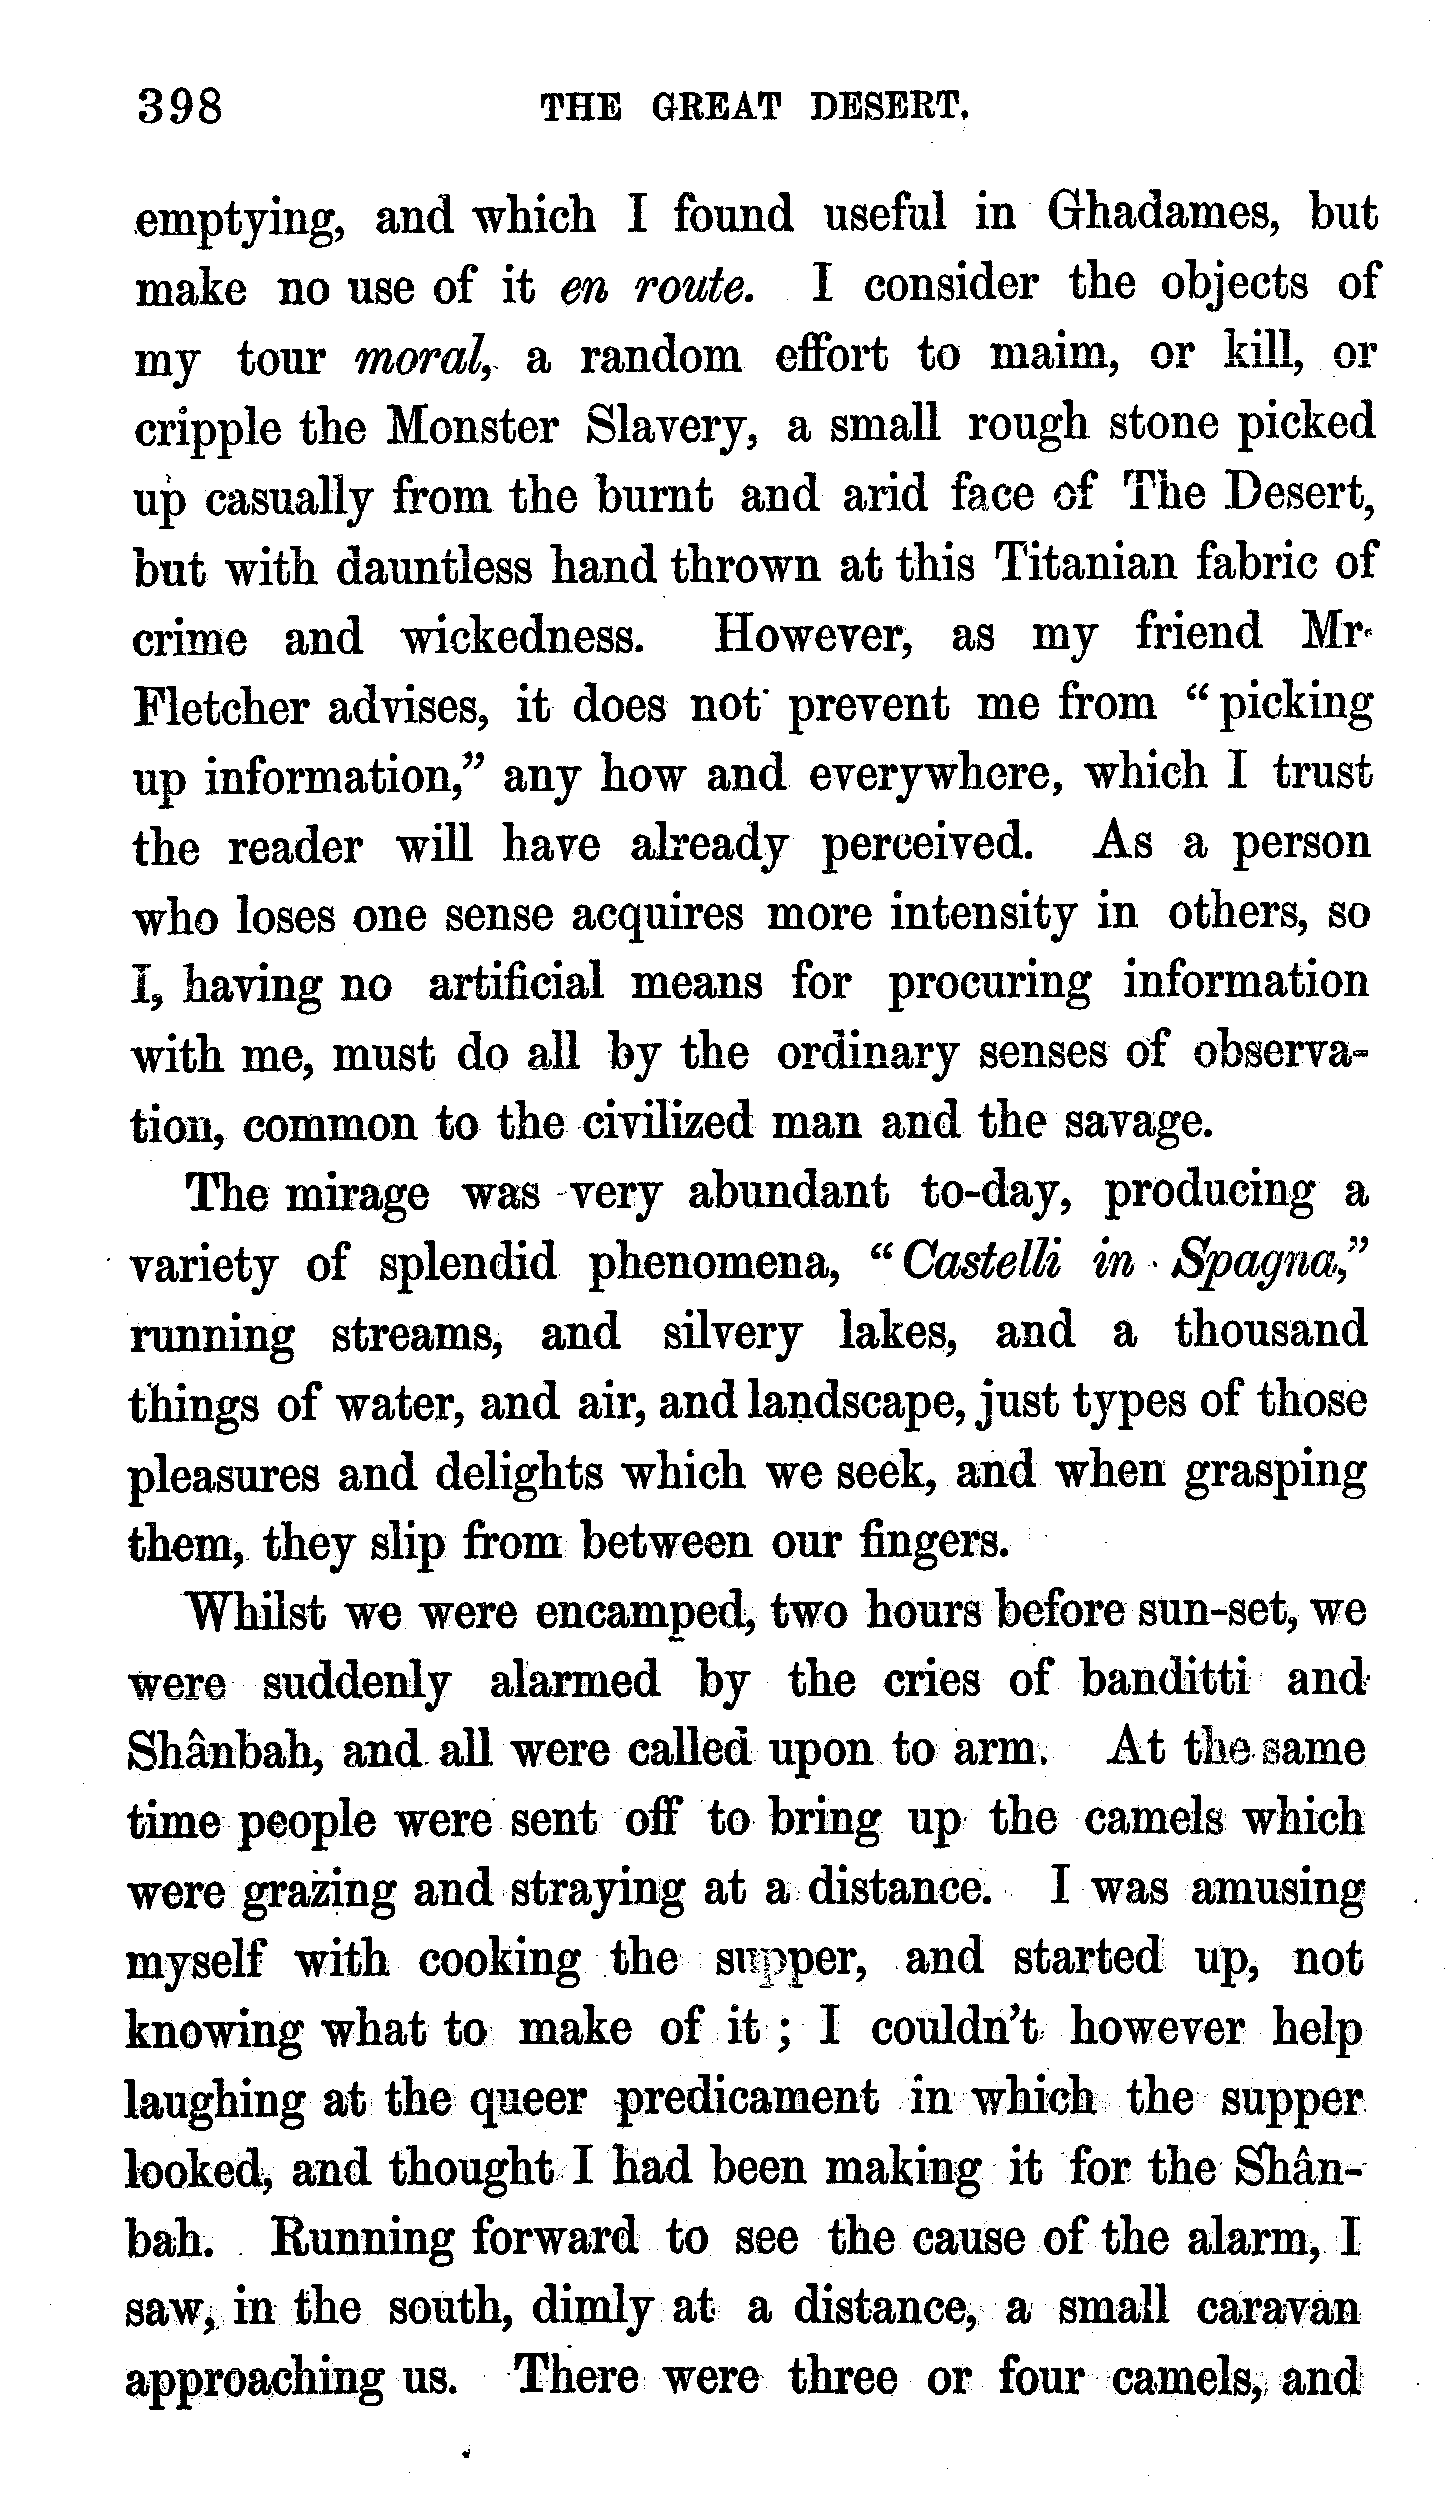 398 THE GREAT DESERT.
emptying, and which I found useful in Ghadames, but
make no use of it en route. I consider the objects of
my tour moral, a random effort to maim, or kill, or
cripple the Monster Slavery, a small rough stone picked
up casually from the burnt and arid face of The Desert,
but with dauntless hand thrown at this Titanian fabric of
crime and wickedness. However, as my friend Mr.
Fletcher advises, it does not prevent me from “picking
up information,” any how and everywhere, which I trust
the reader will have already perceived. As a person
who loses one sense acquires more intensity in others, so
I, having no artificial means for procuring information
with me, must do all by the ordinary senses of observa-
tion, common to the civilized man and the savage.
The mirage was very abundant to-day, producing a
variety of splendid phenomena, “Castelli in Spagna,”
running streams, and silvery lakes, and a thousand
things of water, and air, and landscape, just types of those
pleasures and delights which we seek, and when grasping
them, they slip from between our fingers.
Whilst we were encamped, two hours before sun-set, we
were suddenly alarmed by the cries of banditti and
Shânbah, and all were called upon to arm. At the same
time people were sent off to bring up the camels which
were grazing and straying at a distance. I was amusing
myself with cooking the supper, and started up, not
knowing what to make of it; I couldn’t however help
laughing at the queer predicament in which the supper
looked, and thought I had been making it for the Shân-
bah. Running forward to see the cause of the alarm, I
saw, in the south, dimly at a distance, a small caravan
approaching us. There were three or four camels, and